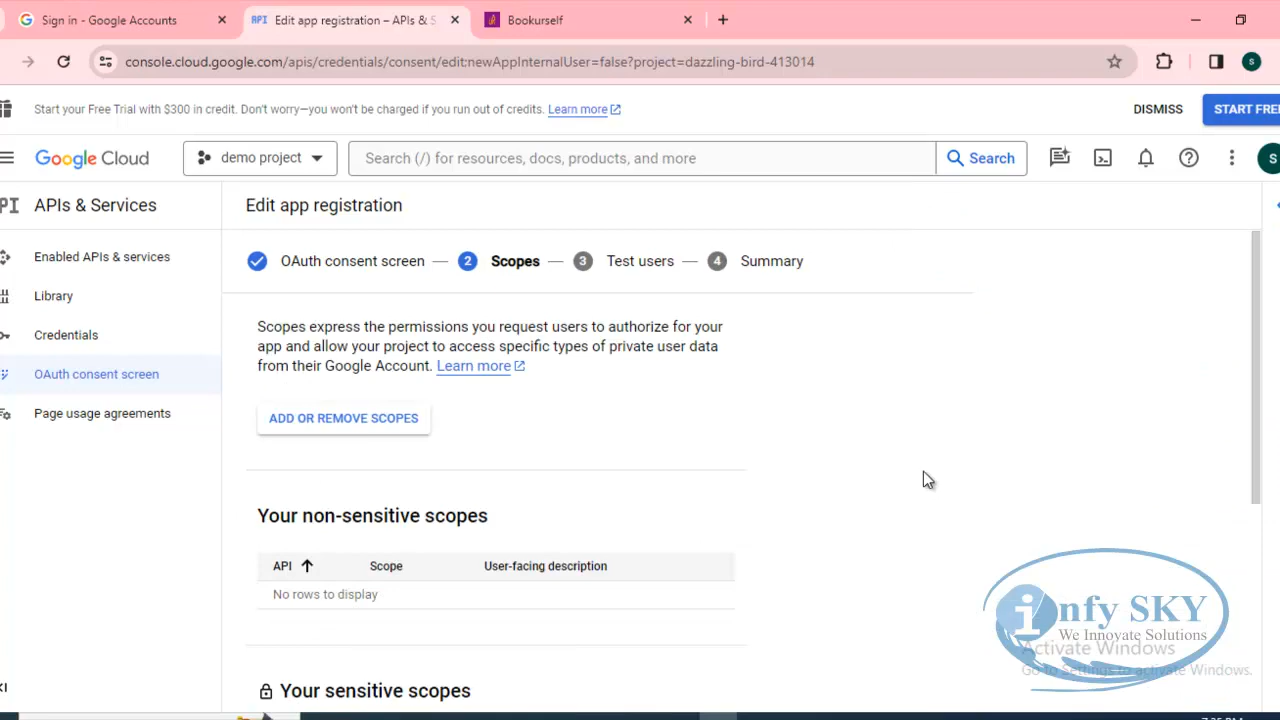 Sign in - Google Accounts
API Edit app registration – APIs & S
Bookurself
console.cloud.google.com/apis/credentials/consent/edit:newAppInternalUser=false?project=dazzling-bird-413014
S
Start your Free Trial with $300 in credit. Don't worry—you won't be charged if you run out of credits. Learn more
DISMISS
START FREE
Google Cloud
demo project
Search (/) for resources, docs, products, and more
Search
S
PI APIs & Services
Edit app registration
Enabled APIs & services
Library
Credentials
OAuth consent screen
Page usage agreements
OAuth consent screen — 2 Scopes — 3 Test users — 4 Summary
Scopes express the permissions you request users to authorize for your
app and allow your project to access specific types of private user data
from their Google Account. Learn more
ADD OR REMOVE SCOPES
Your non-sensitive scopes
API Scope User-facing description
No rows to display
Your sensitive scopes
infy SKY
We Innovate Solutions
Activate Windows
Go to Settings to activate Windows.